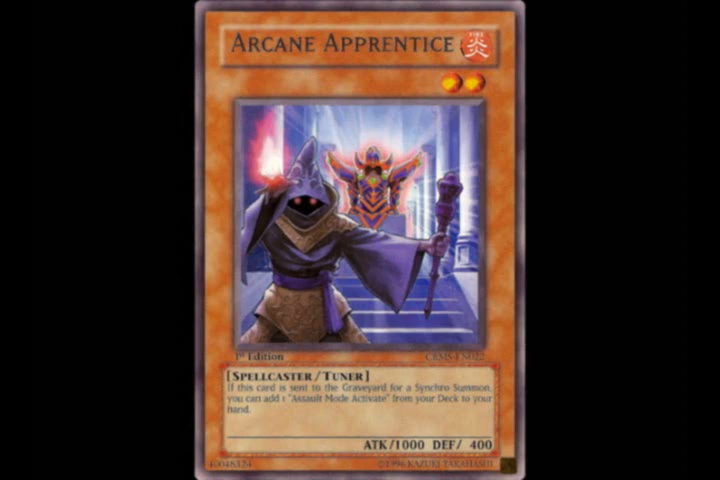 ARCANE APPRENTICE
FIRE
炎
1st Edition
CRMS-EN022
[SPELLCASTER/TUNER]
If this card is sent to the Graveyard for a Synchro Summon,
you can add 1 "Assault Mode Activate" from your Deck to your
hand.
ATK/1000 DEF/ 400
©1996 KAZUKI TAKAHASHI